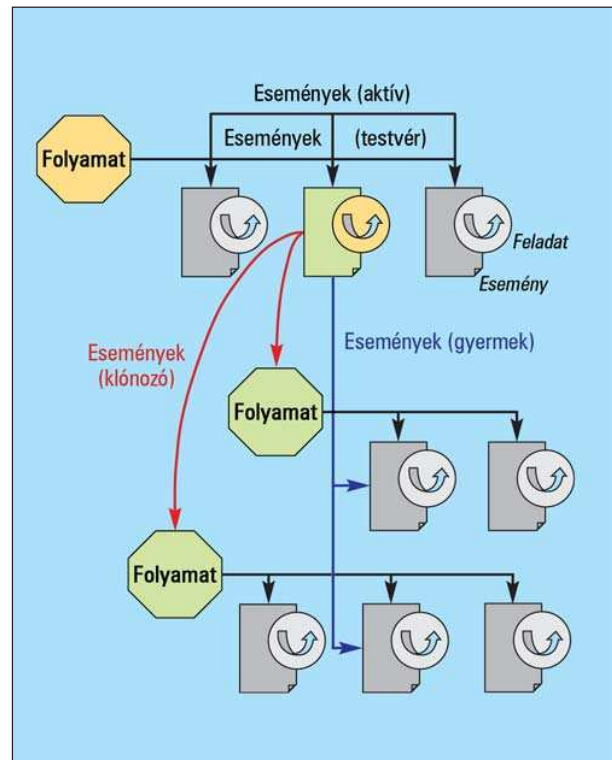 Események (aktív)
Események (testvér)
Folyamat
Feladat
Esemény
Események
(klónozó)
Események (gyermek)
Folyamat
Folyamat